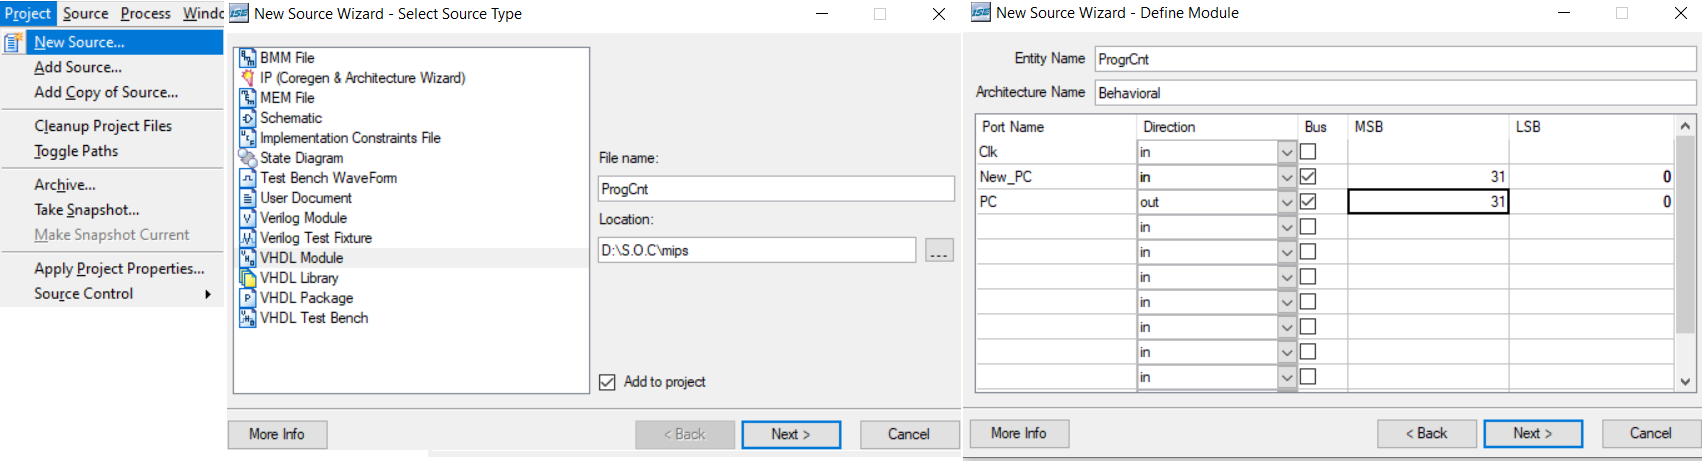 Project Source Process Windo
New Source...
Add Source...
Add Copy of Source...
Cleanup Project Files
Toggle Paths
Archive...
Take Snapshot...
Make Snapshot Current
Apply Project Properties...
Source Control
ISE New Source Wizard - Select Source Type
BMM File
IP (Coregen & Architecture Wizard)
MEM File
Schematic
Implementation Constraints File
State Diagram
Test Bench WaveForm
User Document
Verilog Module
Verilog Test Fixture
VHDL Module
VHDL Library
VHDL Package
VHDL Test Bench
File name:
ProgCnt
Location:
D:\S.O.C\mips
...
Add to project
More Info < Back Next > Cancel
ISE New Source Wizard - Define Module
Entity Name ProgrCnt
Architecture Name Behavioral
Port Name Direction Bus MSB LSB
Clk in
New_PC in 31 0
PC out 31 0
in
in
in
in
in
in
in
More Info < Back Next > Cancel